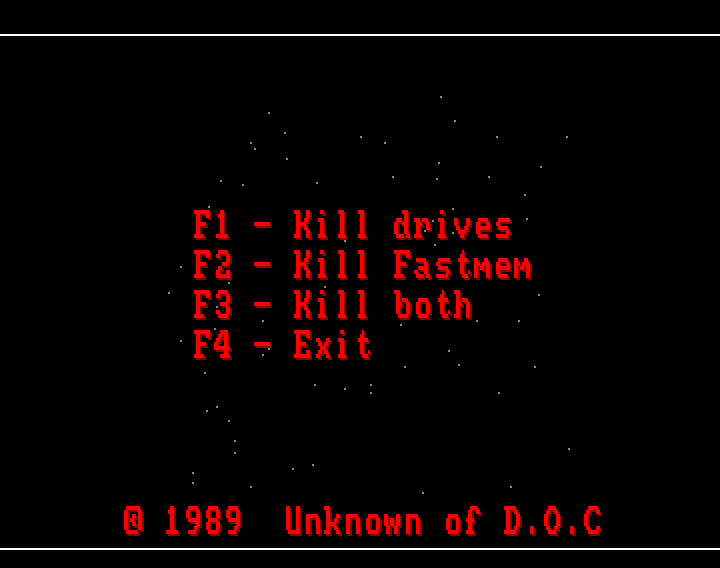 F1 - Kill drives
F2 - Kill Fastmem
F3 - Kill both
F4 - Exit
@ 1989  Unknown of D.O.C